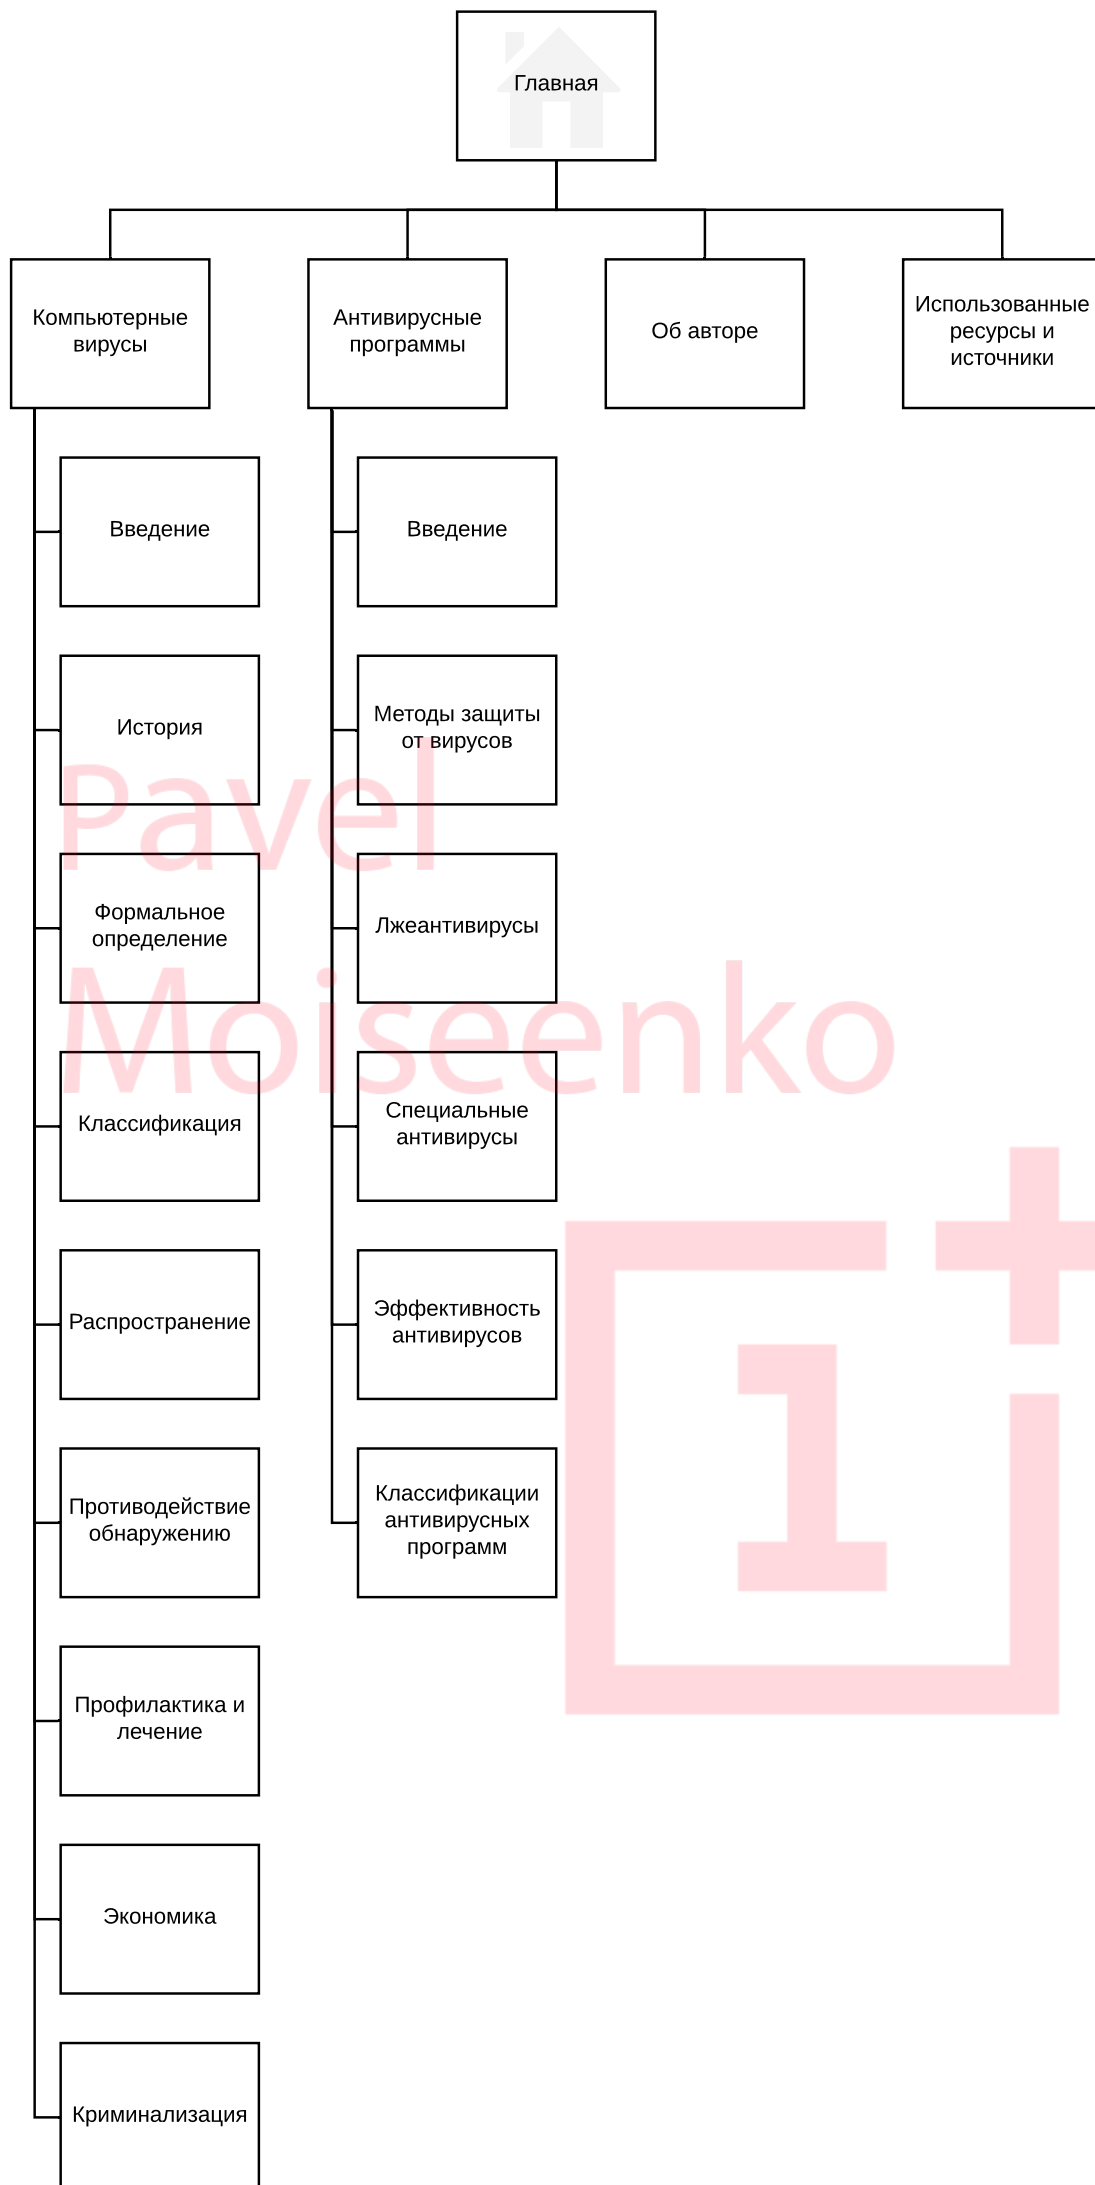 Главная
Компьютерные
вирусы
Антивирусные
программы
Об авторе
Использованные
ресурсы и
источники
Введение
История
Формальное
определение
Классификация
Распространение
Противодействие
обнаружению
Профилактика и
лечение
Экономика
Криминализация
Введение
Методы защиты
от вирусов
Лжеантивирусы
Специальные
антивирусы
Эффективность
антивирусов
Классификации
антивирусных
программ
Pavel
Moiseenko
1+